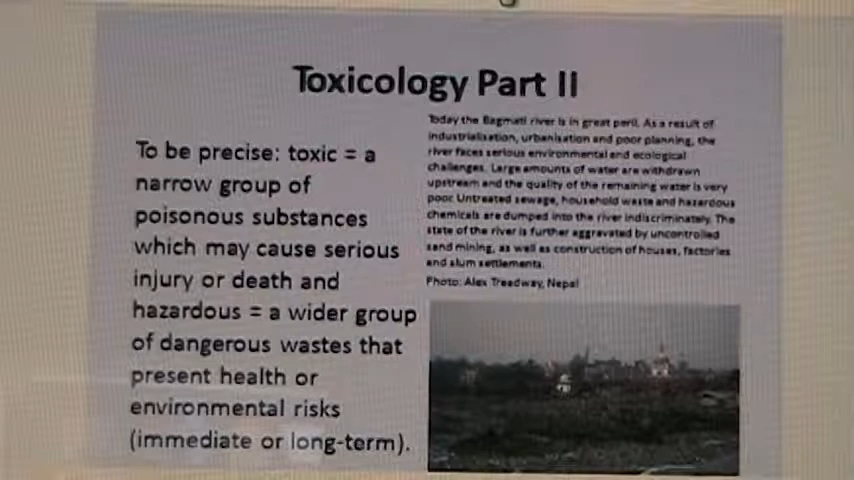 Toxicology Part II
To be precise: toxic = a
narrow group of
poisonous substances
which may cause serious
injury or death and
hazardous = a wider group
of dangerous wastes that
present health or
environmental risks
(immediate or long-term).
Today the Bagmati river is in great peril. As a result of
industrialisation, urbanisation and poor planning, the
river faces serious environmental and ecological
challenges. Large amounts of water are withdrawn
upstream and the quality of the remaining water is very
poor. Untreated sewage, household waste and hazardous
chemicals are dumped into the river indiscriminately. The
state of the river is further aggravated by uncontrolled
sand mining, as well as construction of houses, factories
and slum settlements.
Photo: Alex Treadway, Nepal